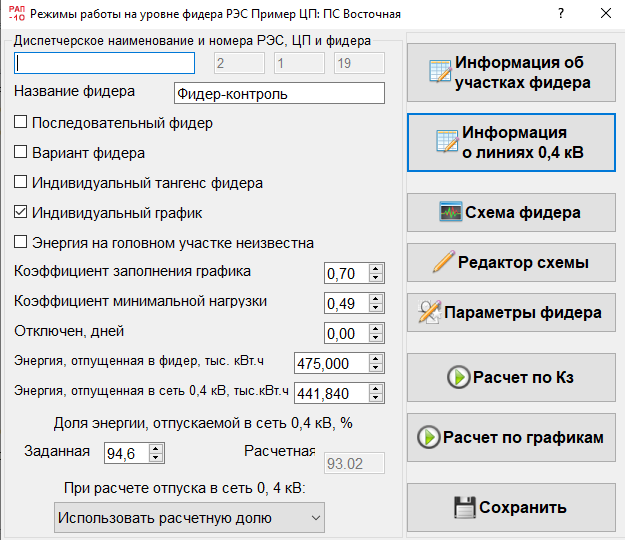 РАП
-10
Режимы работы на уровне фидера РЭС Пример ЦП: ПС Восточная
Диспетчерское наименование и номера РЭС, ЦП и фидера
2 1 19
Название фидера Фидер-контроль
Последовательный фидер
Вариант фидера
Индивидуальный тангенс фидера
Индивидуальный график
Энергия на головном участке неизвестна
Коэффициент заполнения графика 0,70
Коэффициент минимальной нагрузки 0,49
Отключен, дней 0,00
Энергия, отпущенная в фидер, тыс. кВт.ч 475,000
Энергия, отпущенная в сеть 0,4 кВ, тыс.кВт.ч 441,840
Доля энергии, отпускаемой в сеть 0,4 кВ, %
Заданная 94,6 Расчетная 93.02
При расчете отпуска в сеть 0, 4 кВ:
Использовать расчетную долю
Информация об
участках фидера
Информация
о линиях 0,4 кВ
Схема фидера
Редактор схемы
Параметры фидера
Расчет по Кз
Расчет по графикам
Сохранить